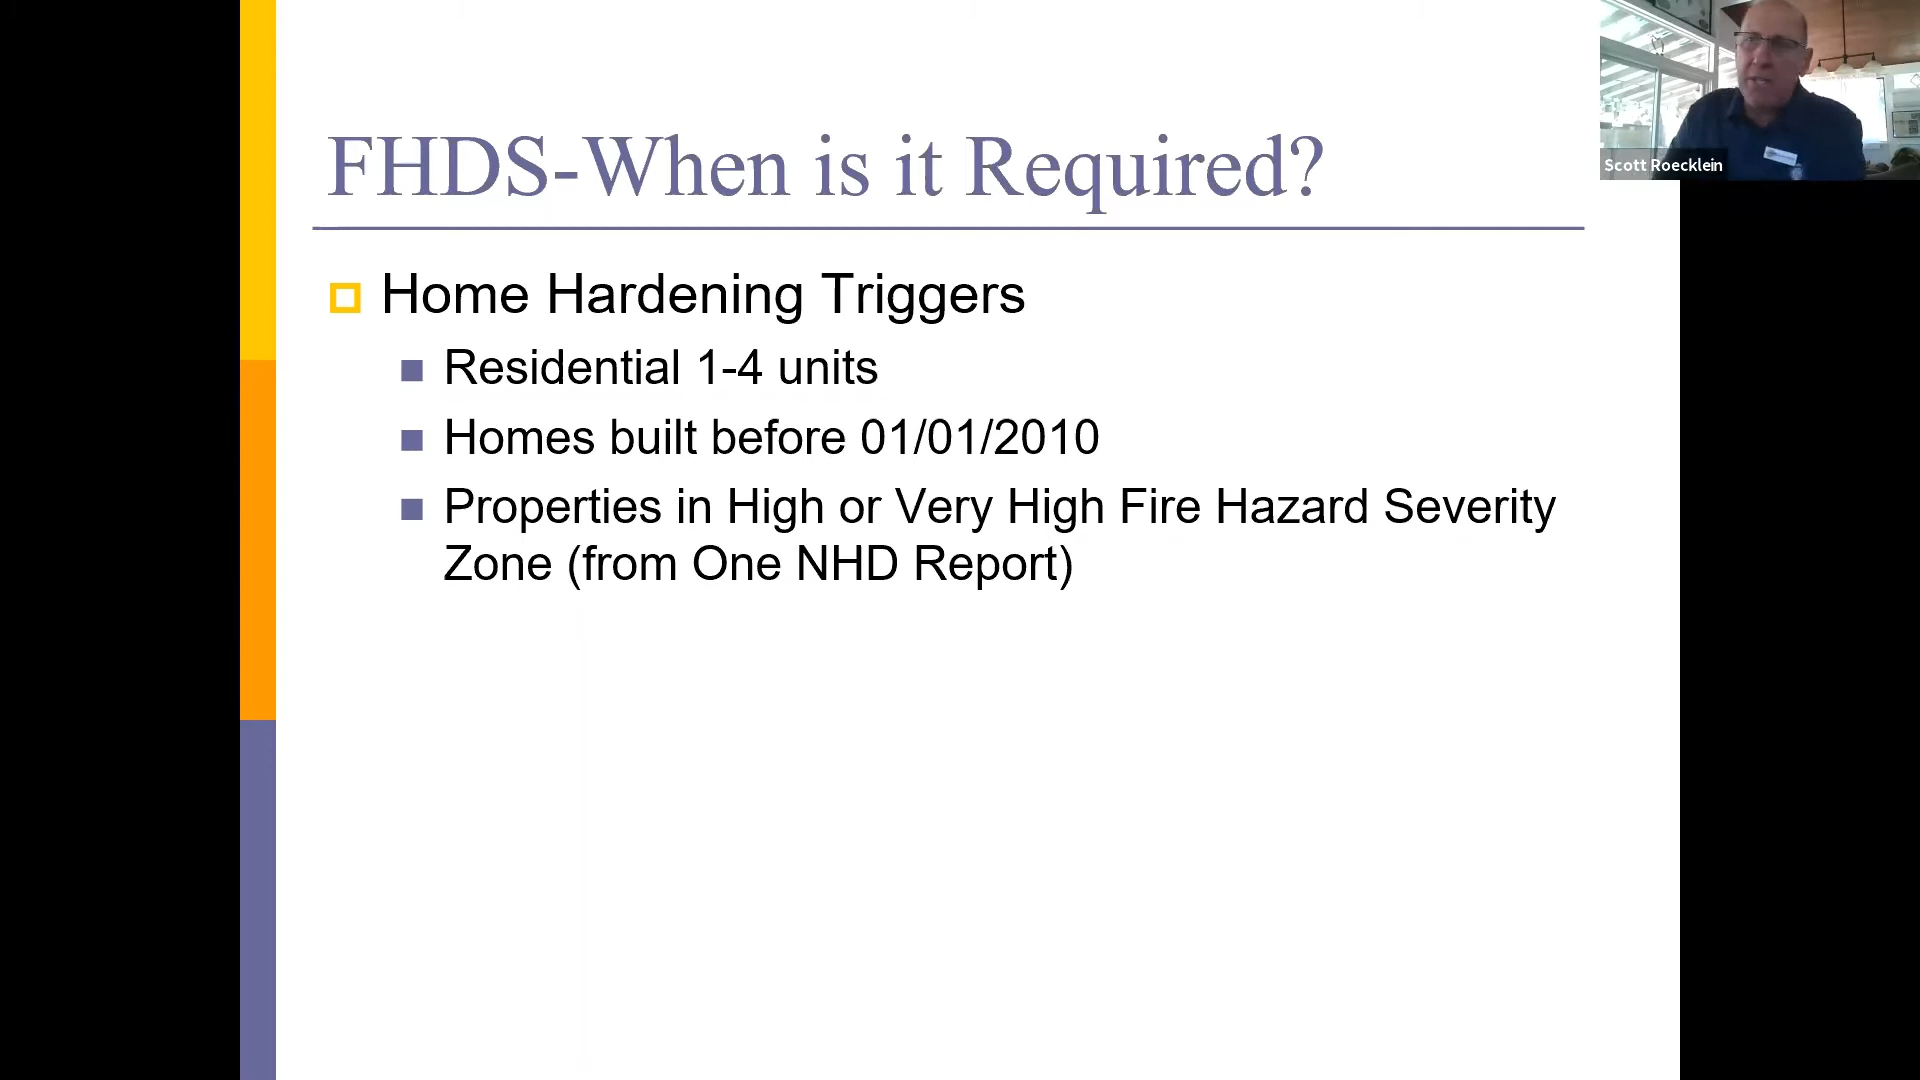 FHDS-When is it Required?
Home Hardening Triggers
Residential 1-4 units
Homes built before 01/01/2010
Properties in High or Very High Fire Hazard Severity
Zone (from One NHD Report)
Scott Roecklein